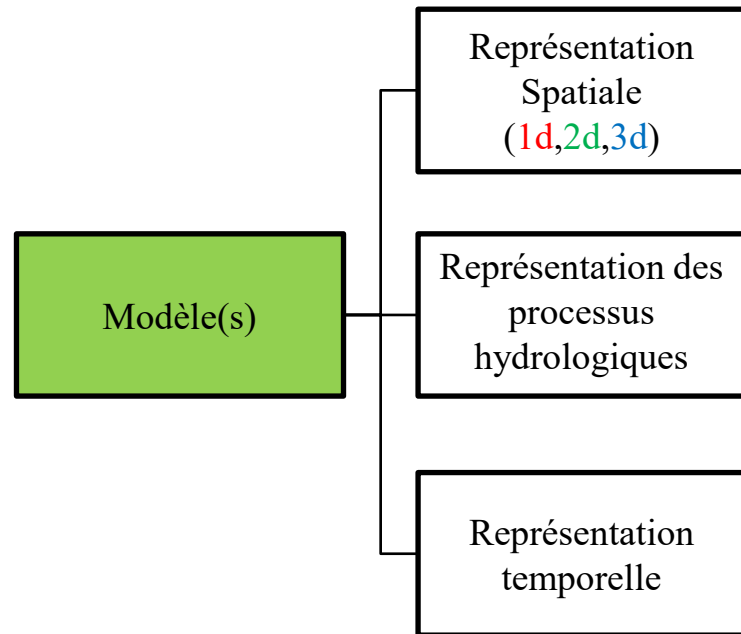 Représentation
Spatiale
(1d,2d,3d)
Modèle(s)
Représentation des
processus
hydrologiques
Représentation
temporelle